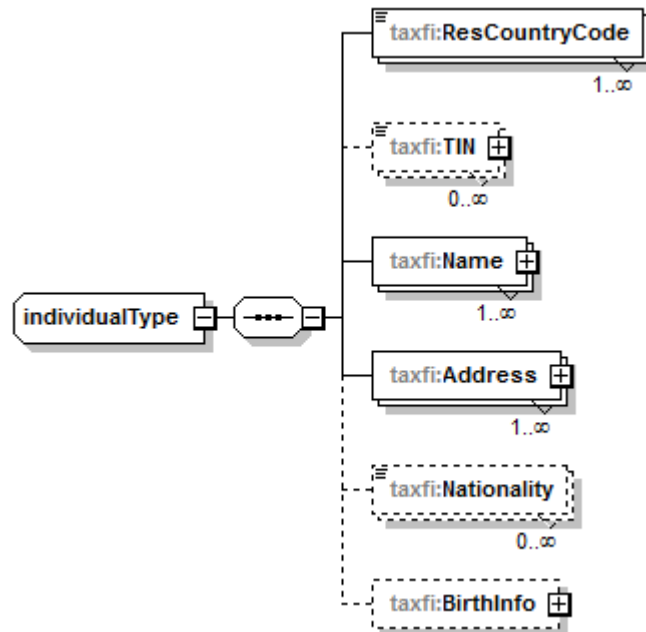 taxfi:ResCountryCode
1..∞
taxfi:TIN
0..∞
taxfi:Name
1..∞
individualType
taxfi:Address
1..∞
taxfi:Nationality
0..∞
taxfi:BirthInfo